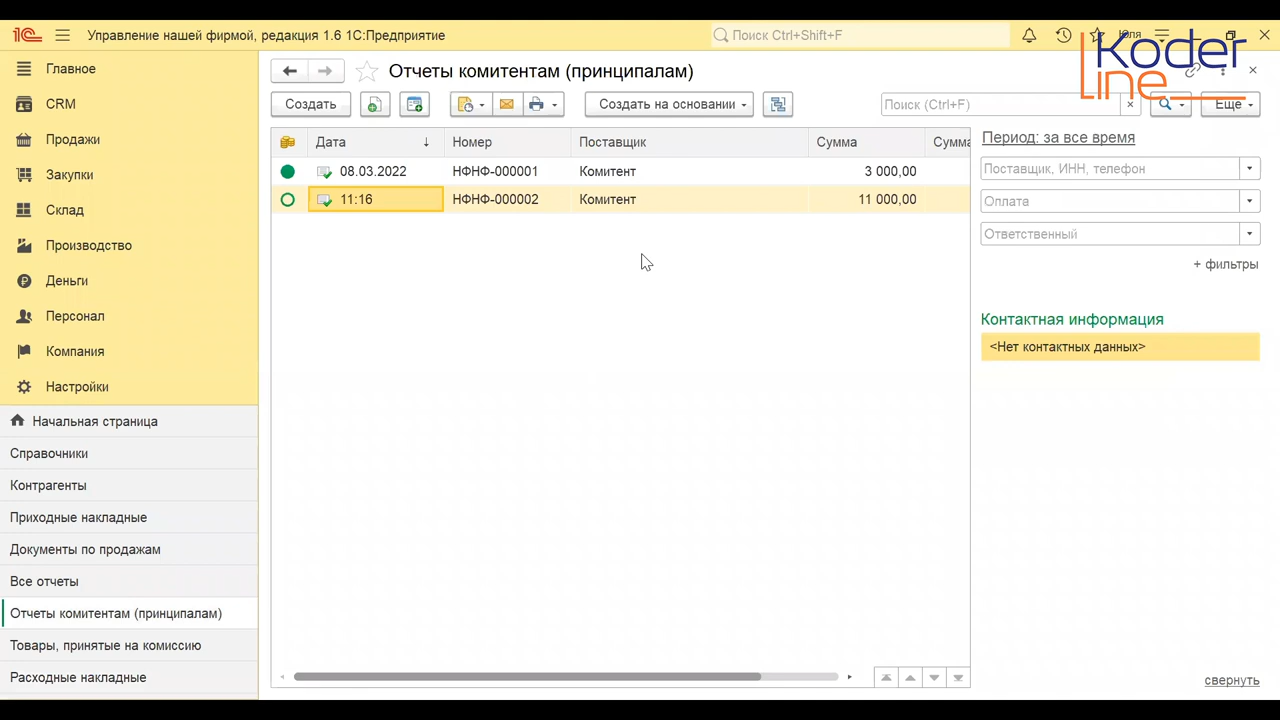 1С Управление нашей фирмой, редакция 1.6 1С:Предприятие Поиск Ctrl+Shift+F Юля
Koder
line
Главное
CRM
Продажи
Закупки
Склад
Производство
Деньги
Персонал
Компания
Настройки
Начальная страница
Справочники
Контрагенты
Приходные накладные
Документы по продажам
Все отчеты
Отчеты комитентам (принципалам)
Товары, принятые на комиссию
Расходные накладные
Отчеты комитентам (принципалам)
Создать Создать на основании Поиск (Ctrl+F) Еще
Дата Номер Поставщик Сумма Сумма
08.03.2022 НФНФ-000001 Комитент 3 000,00
11:16 НФНФ-000002 Комитент 11 000,00
Период: за все время
Поставщик, ИНН, телефон
Оплата
Ответственный
+ фильтры
Контактная информация
<Нет контактных данных>
свернуть